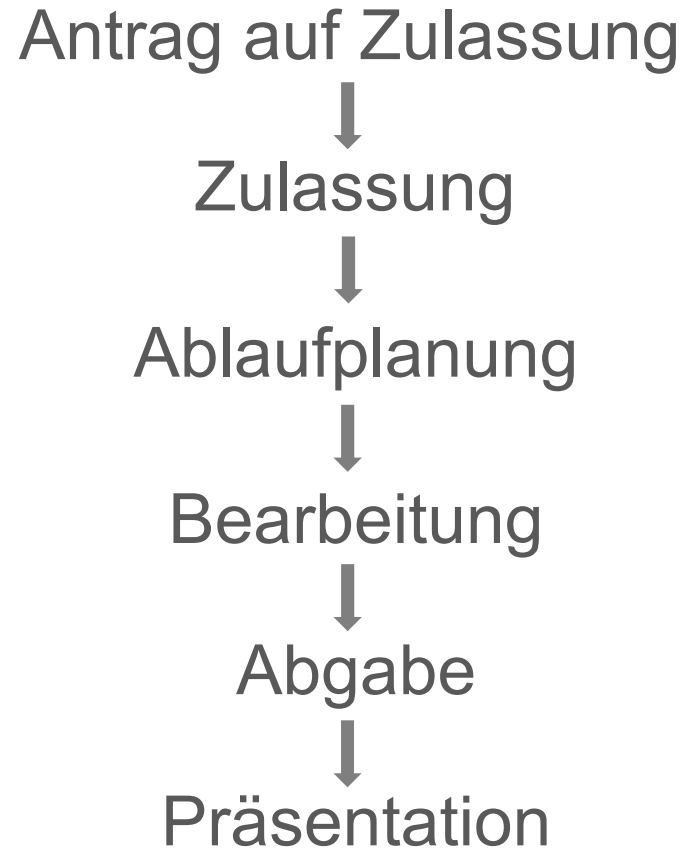 Antrag auf Zulassung
Zulassung
Ablaufplanung
Bearbeitung
Abgabe
Präsentation